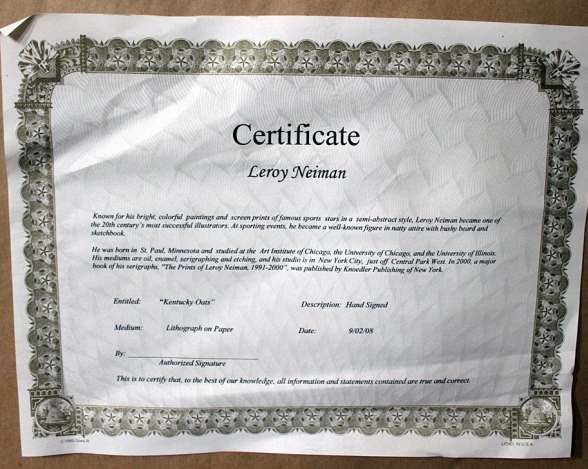 Certificate
Leroy Neiman
Known for his bright, colorful paintings and screen prints of famous sports stars in a semi-abstract style, Leroy Neiman became one of
the 20th century's most successful illustrators. At sporting events, he became a well-known figure in natty attire with bushy beard and
sketchbook.
He was born in St. Paul, Minnesota and studied at the Art Institute of Chicago, the University of Chicago, and the University of Illinois.
His mediums are oil, enamel, serigraphing and etching, and his studio is in New York City, just off Central Park West. In 2000, a major
book of his serigraphs, "The Prints of Leroy Neiman, 1991-2000", was published by Knoedler Publishing of New York.
Entitled: "Kentucky Oats" Description: Hand Signed
Medium: Lithograph on Paper Date: 9/02/08
By:
Authorized Signature
This is to certify that, to the best of our knowledge, all information and statements contained are true and correct.